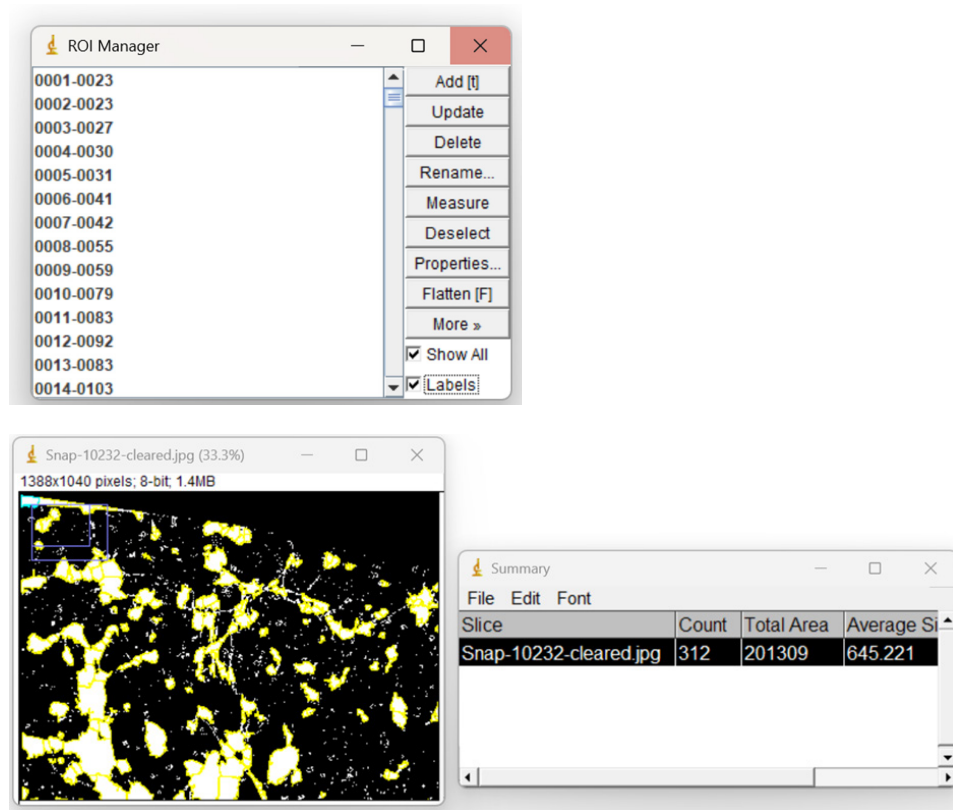 ROI Manager
0001-0023
0002-0023
0003-0027
0004-0030
0005-0031
0006-0041
0007-0042
0008-0055
0009-0059
0010-0079
0011-0083
0012-0092
0013-0083
0014-0103
Add [t]
Update
Delete
Rename...
Measure
Deselect
Properties...
Flatten [F]
More »
Show All
Labels
Snap-10232-cleared.jpg (33.3%)
1388x1040 pixels; 8-bit; 1.4MB
Summary
File Edit Font
Slice Count Total Area Average Si
Snap-10232-cleared.jpg 312 201309 645.221